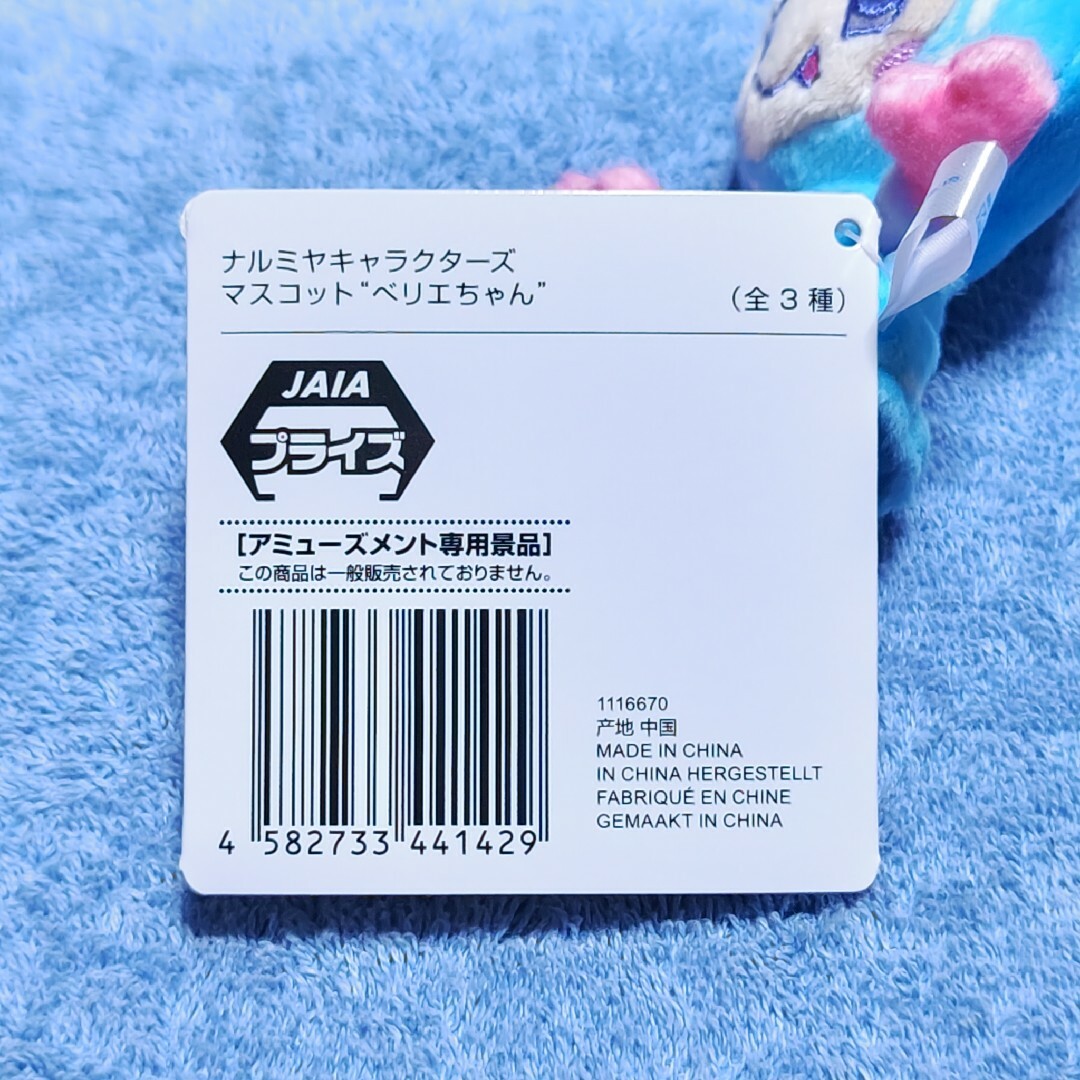 ナルミヤキャラクターズ
マスコット“ベリエちゃん”
（全３種）
JAIA
プライズ
[アミューズメント専用景品]
この商品は一般販売されておりません。
1116670
产地 中国
MADE IN CHINA
IN CHINA HERGESTELLT
FABRIQUÉ EN CHINE
GEMAAKT IN CHINA
4 582733 441429